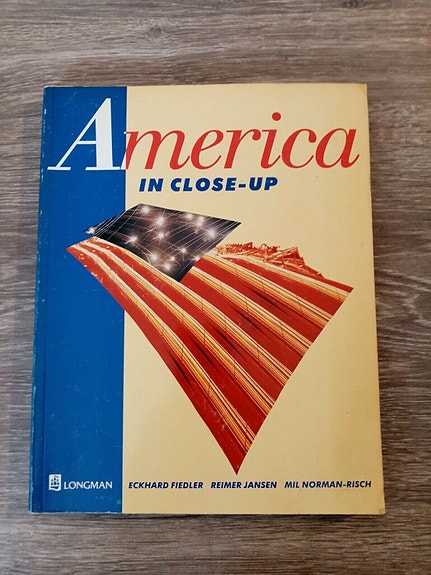 America
IN CLOSE-UP
LONGMAN
ECKHARD FIEDLER REIMER JANSEN MIL NORMAN-RISCH